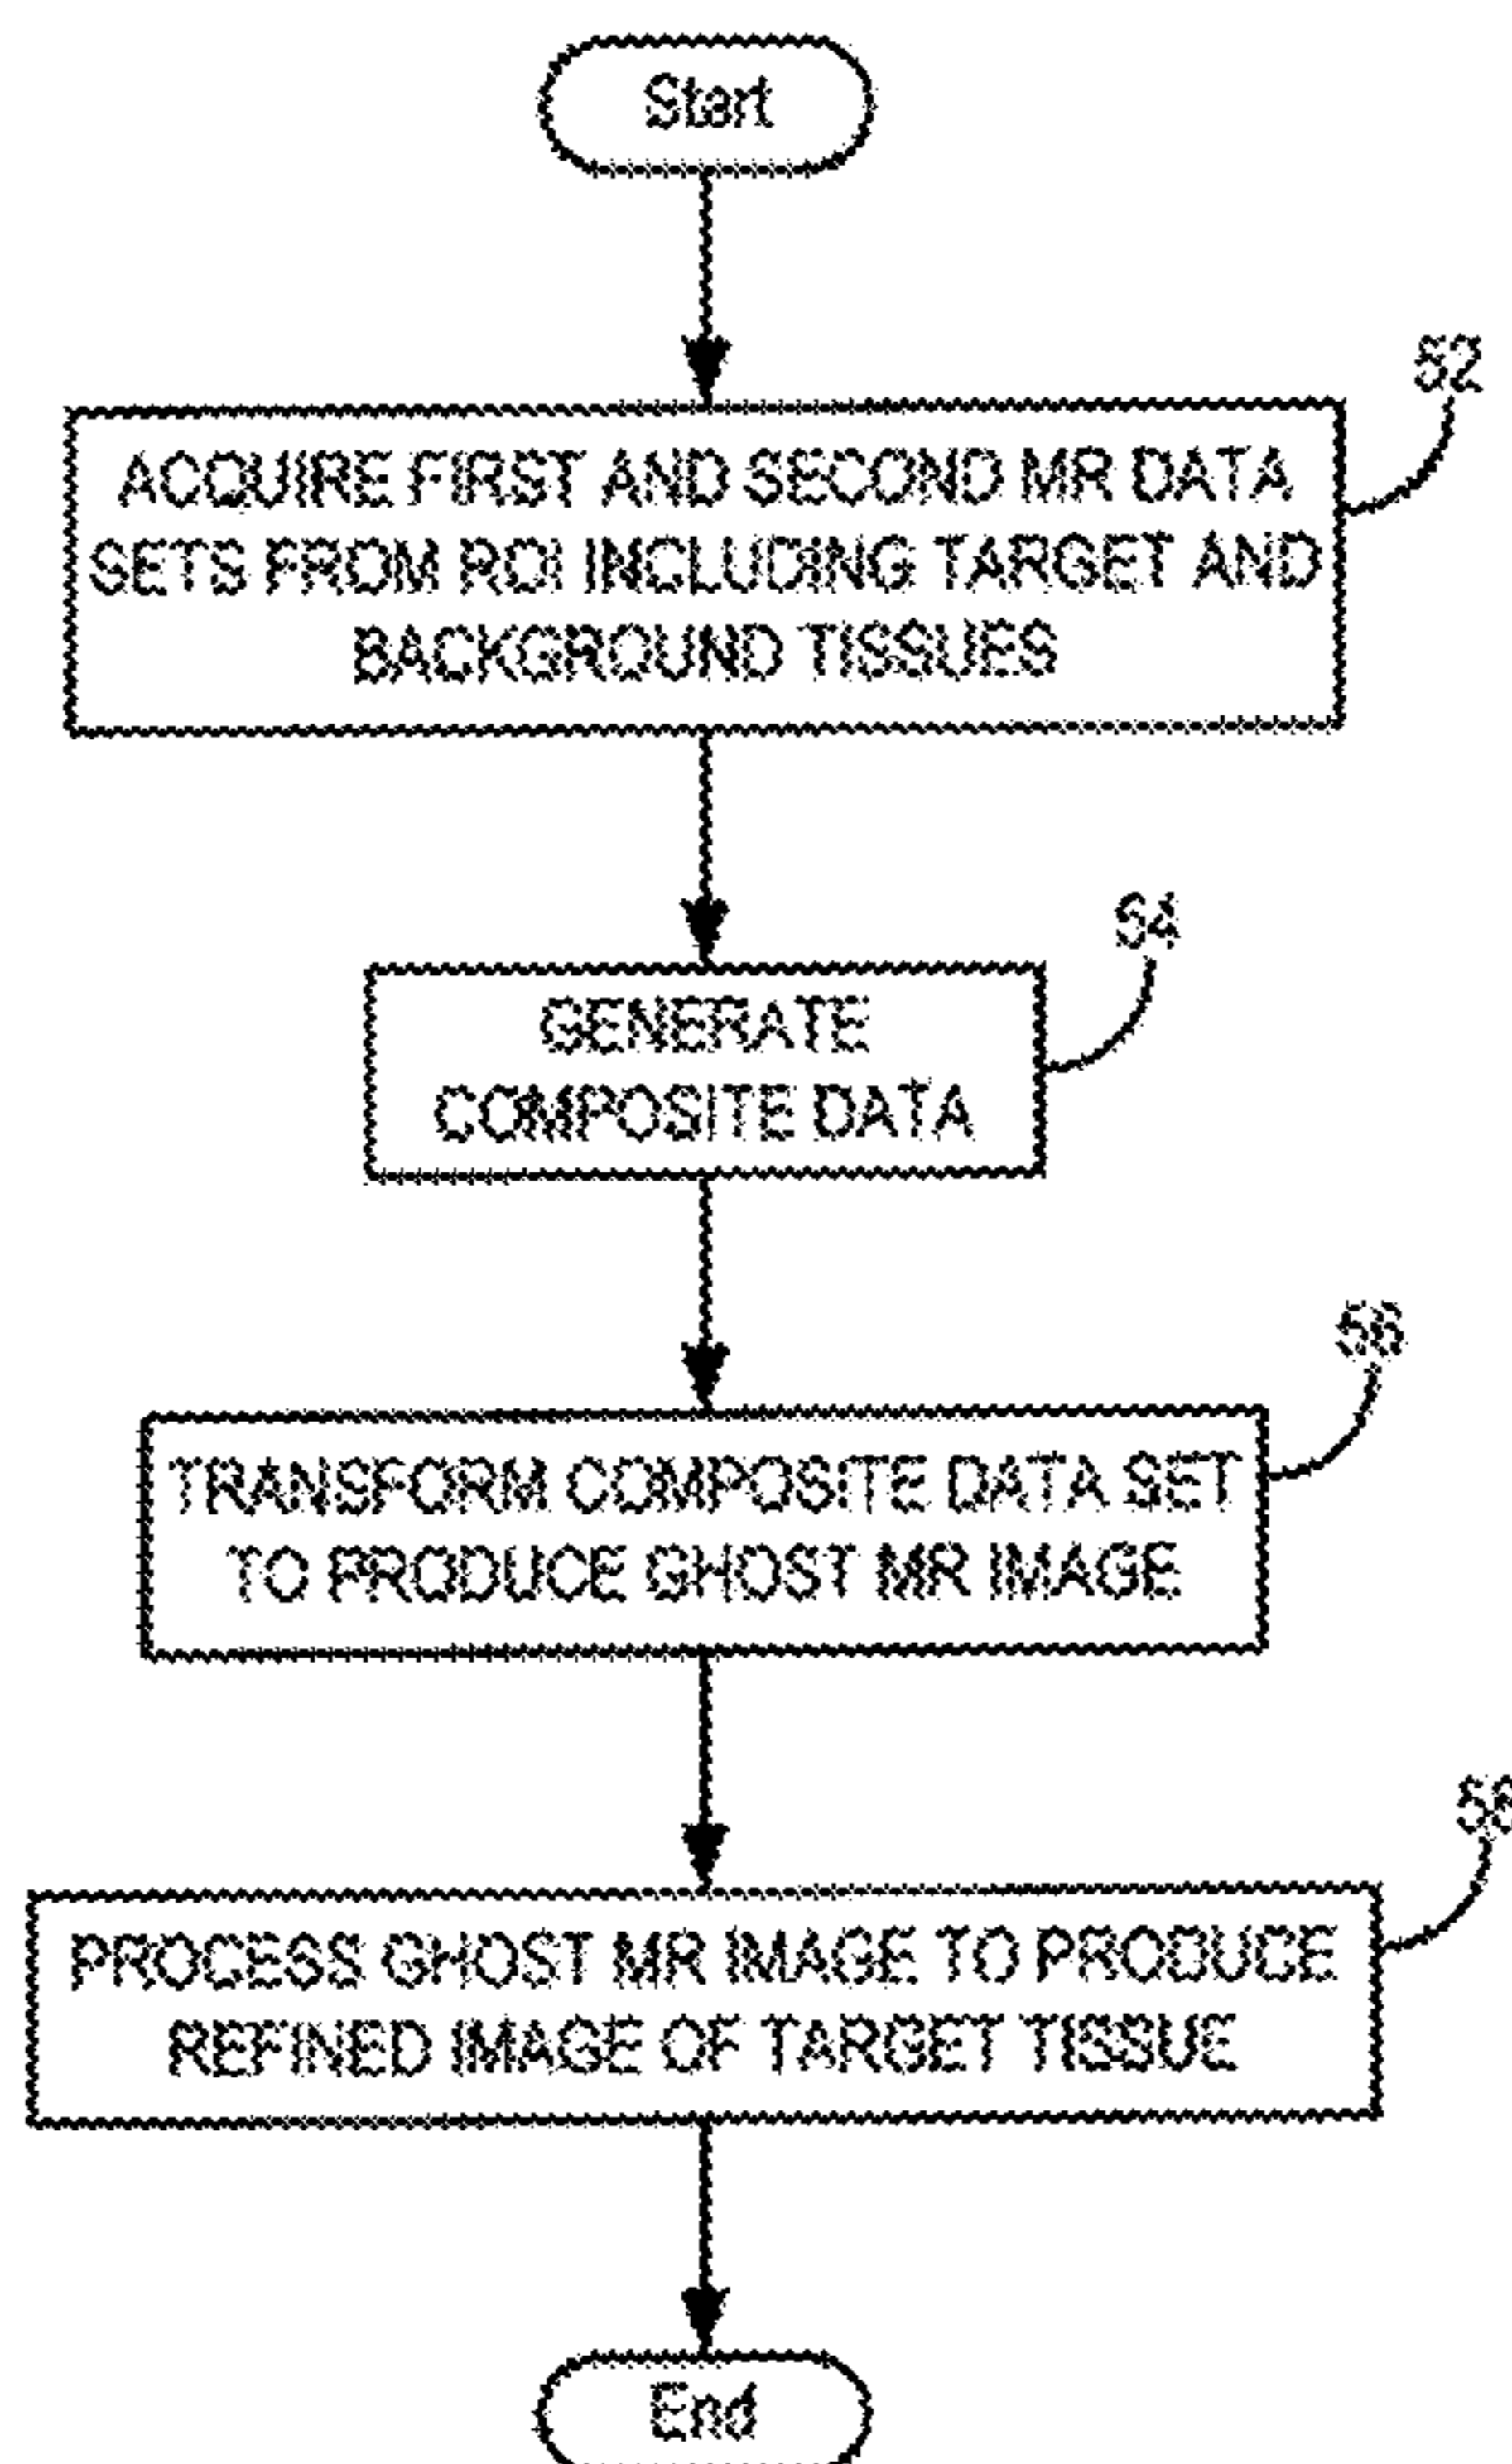 Start
52
ACQUIRE FIRST AND SECOND MR DATA
SETS FROM ROI INCLUDING TARGET AND
BACKGROUND TISSUES
54
GENERATE
COMPOSITE DATA
56
TRANSFORM COMPOSITE DATA SET
TO PRODUCE GHOST MR IMAGE
58
PROCESS GHOST MR IMAGE TO PRODUCE
REFINED IMAGE OF TARGET TISSUE
End